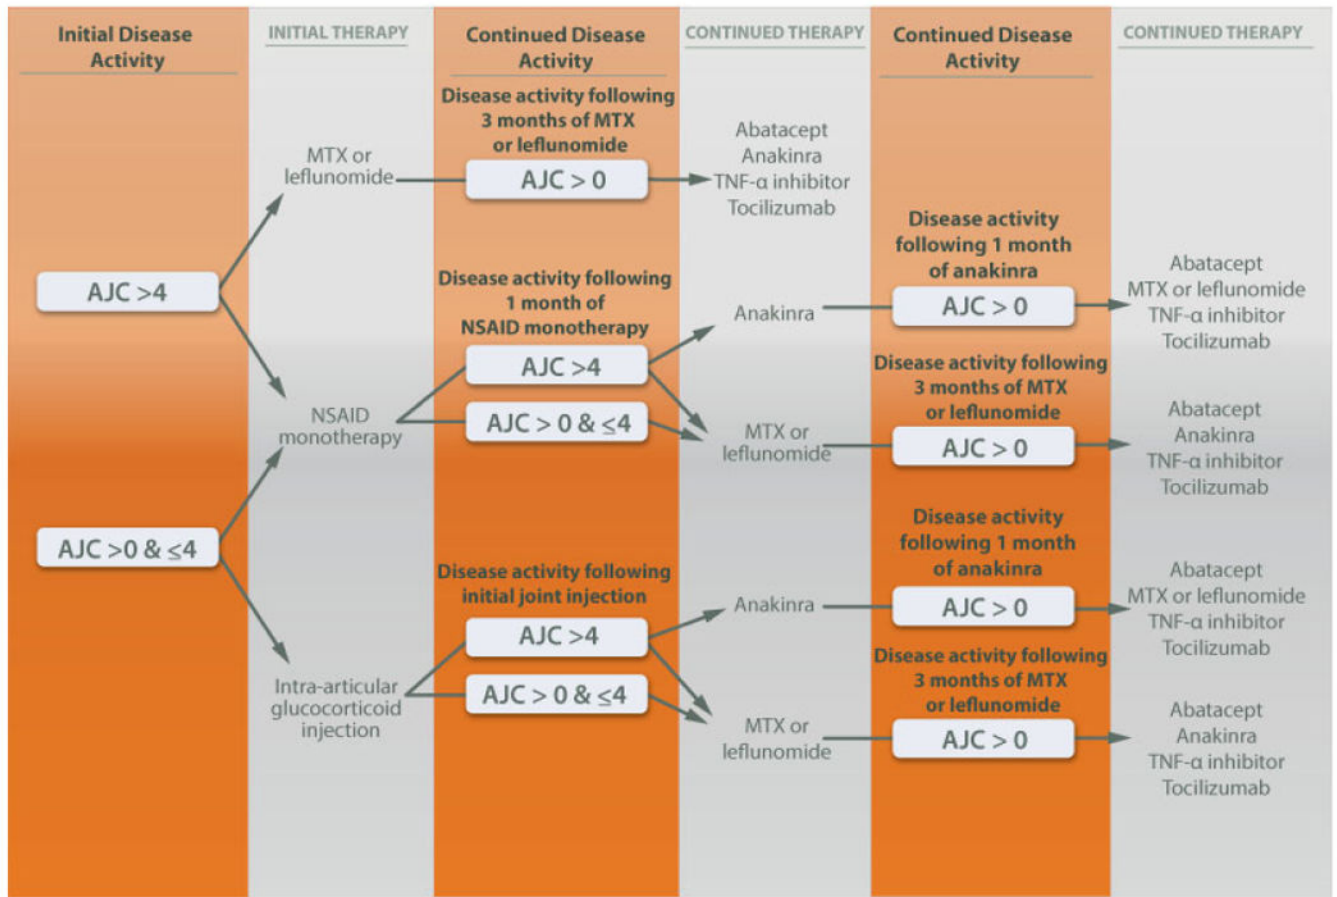 Initial Disease
Activity
INITIAL THERAPY
Continued Disease
Activity
CONTINUED THERAPY
Continued Disease
Activity
CONTINUED THERAPY
AJC >4
AJC >0 & ≤4
MTX or
leflunomide
NSAID
monotherapy
Intra-articular
glucocorticoid
injection
Disease activity following
3 months of MTX
or leflunomide
AJC > 0
Disease activity following
1 month of
NSAID monotherapy
AJC >4
AJC > 0 & ≤4
Disease activity following
initial joint injection
AJC >4
AJC > 0 & ≤4
Abatacept
Anakinra
TNF-α inhibitor
Tocilizumab
Anakinra
MTX or
leflunomide
Anakinra
MTX or
leflunomide
Disease activity
following 1 month
of anakinra
AJC > 0
Disease activity following
3 months of MTX
or leflunomide
AJC > 0
Disease activity
following 1 month
of anakinra
AJC > 0
Disease activity following
3 months of MTX
or leflunomide
AJC > 0
Abatacept
MTX or leflunomide
TNF-α inhibitor
Tocilizumab
Abatacept
Anakinra
TNF-α inhibitor
Tocilizumab
Abatacept
MTX or leflunomide
TNF-α inhibitor
Tocilizumab
Abatacept
Anakinra
TNF-α inhibitor
Tocilizumab